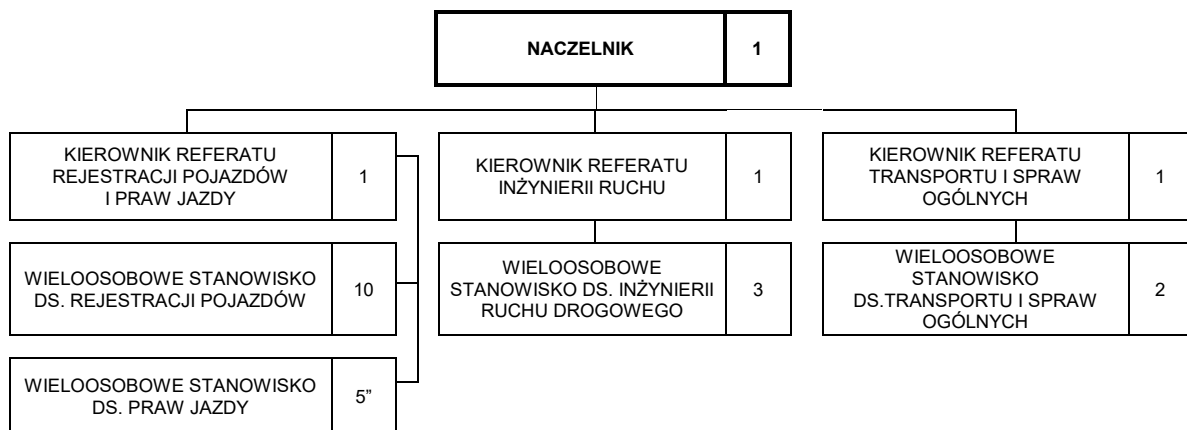 NACZELNIK
1
KIEROWNIK REFERATU
REJESTRACJI POJAZDÓW
I PRAW JAZDY
1
KIEROWNIK REFERATU
INŻYNIERII RUCHU
1
KIEROWNIK REFERATU
TRANSPORTU I SPRAW
OGÓLNYCH
1
WIELOOSOBOWE STANOWISKO
DS. REJESTRACJI POJAZDÓW
10
WIELOOSOBOWE
STANOWISKO DS. INŻYNIERII
RUCHU DROGOWEGO
3
WIELOOSOBOWE
STANOWISKO
DS.TRANSPORTU I SPRAW
OGÓLNYCH
2
WIELOOSOBOWE STANOWISKO
DS. PRAW JAZDY
5”